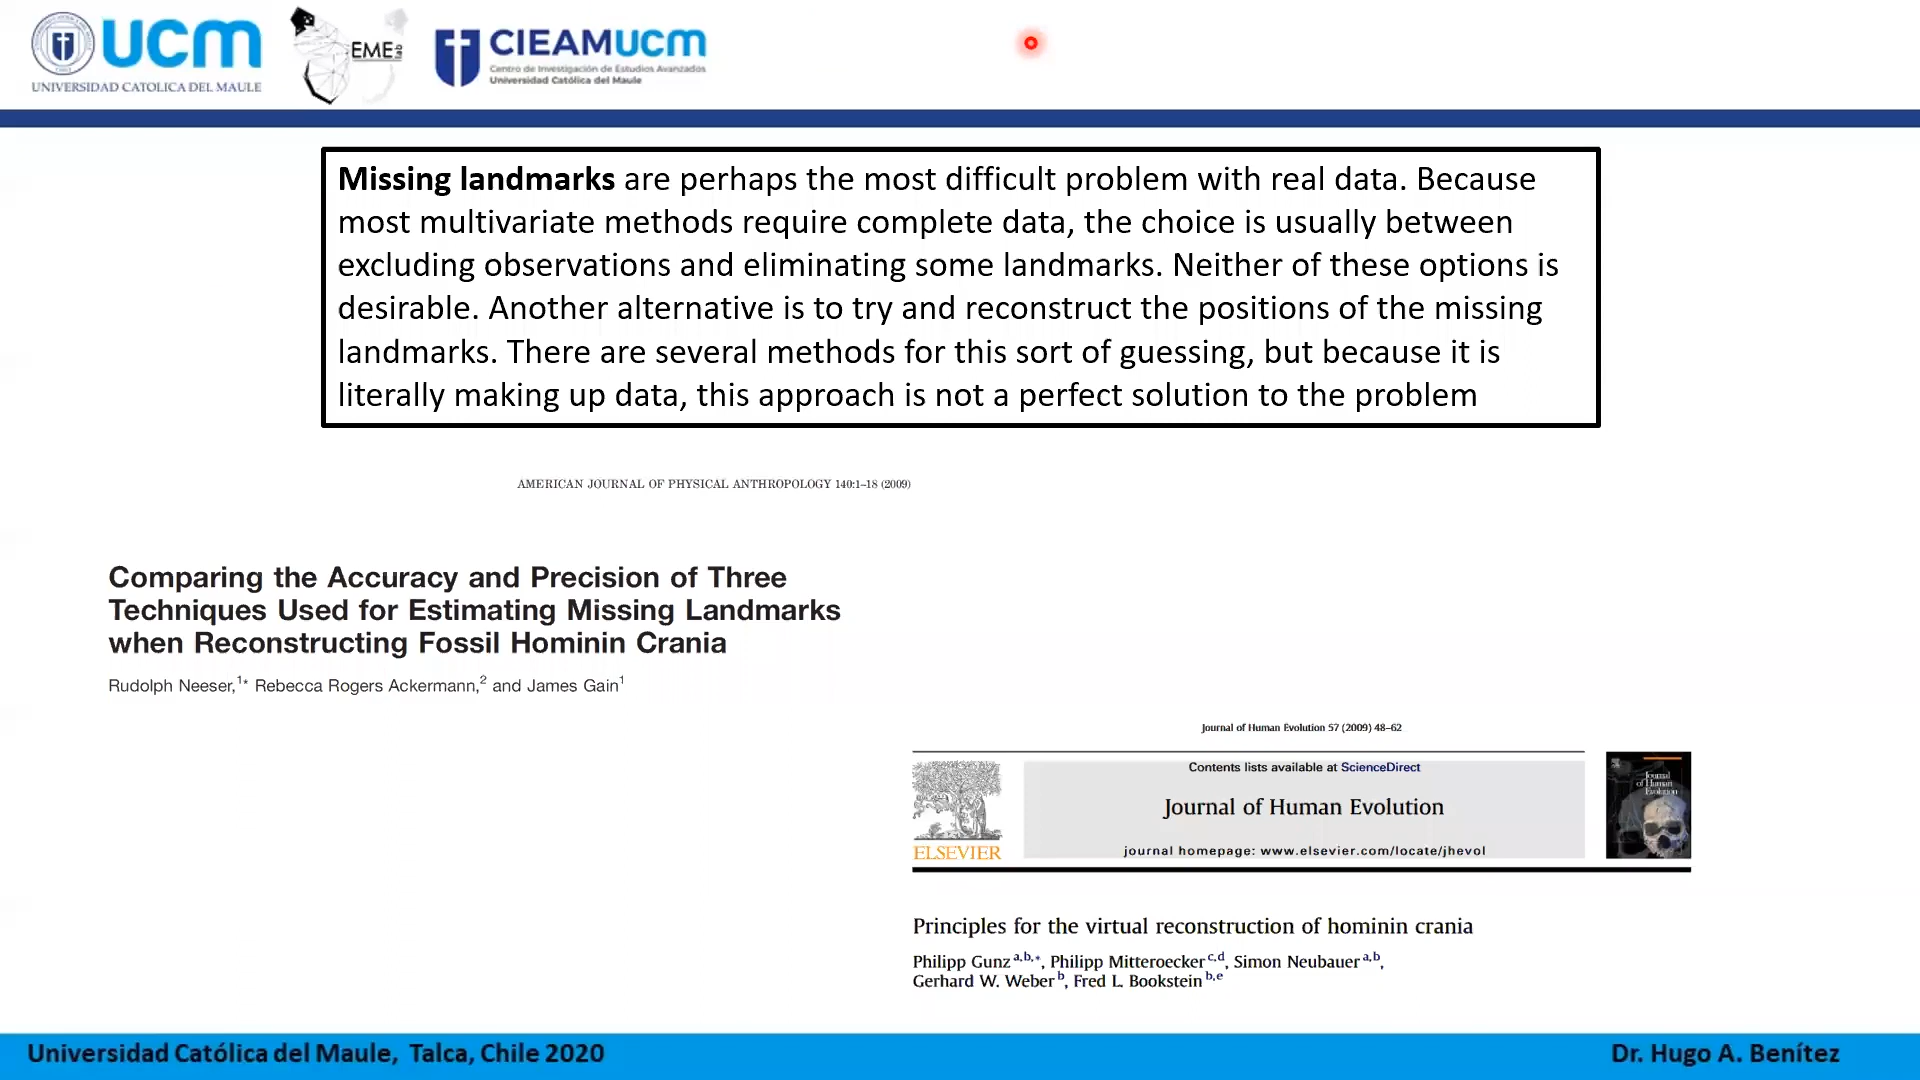 UCM
UNIVERSIDAD CATOLICA DEL MAULE
EME lab
CIEAMUCM
Centro de Investigación de Estudios Avanzados
Universidad Católica del Maule
Missing landmarks are perhaps the most difficult problem with real data. Because
most multivariate methods require complete data, the choice is usually between
excluding observations and eliminating some landmarks. Neither of these options is
desirable. Another alternative is to try and reconstruct the positions of the missing
landmarks. There are several methods for this sort of guessing, but because it is
literally making up data, this approach is not a perfect solution to the problem
AMERICAN JOURNAL OF PHYSICAL ANTHROPOLOGY 140:1–18 (2009)
Comparing the Accuracy and Precision of Three
Techniques Used for Estimating Missing Landmarks
when Reconstructing Fossil Hominin Crania
Rudolph Neeser,1* Rebecca Rogers Ackermann,2 and James Gain1
Journal of Human Evolution 57 (2009) 48–62
Contents lists available at ScienceDirect
Journal of Human Evolution
journal homepage: www.elsevier.com/locate/jhevol
ELSEVIER
Journal
of Human
Evolution
Principles for the virtual reconstruction of hominin crania
Philipp Gunz a,b,*, Philipp Mitteroecker c,d, Simon Neubauer a,b,
Gerhard W. Weber b, Fred L. Bookstein b,e
Universidad Católica del Maule, Talca, Chile 2020
Dr. Hugo A. Benítez